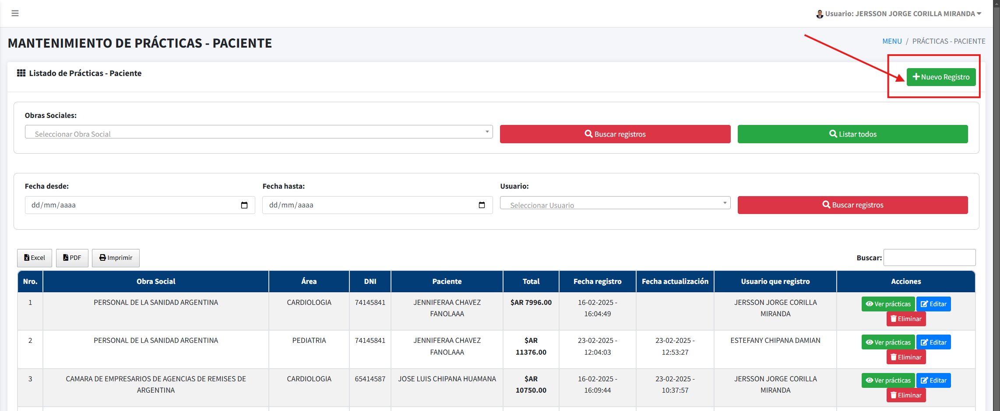 Usuario: JERSSON JORGE CORILLA MIRANDA
MANTENIMIENTO DE PRÁCTICAS - PACIENTE
MENU / PRÁCTICAS - PACIENTE
Listado de Prácticas - Paciente
Nuevo Registro
Obras Sociales:
Seleccionar Obra Social
Buscar registros
Listar todos
Fecha desde:
Fecha hasta:
Usuario:
dd/mm/aaaa
dd/mm/aaaa
Seleccionar Usuario
Buscar registros
Excel
PDF
Imprimir
Buscar:
Nro. Obra Social Área DNI Paciente Total Fecha registro Fecha actualización Usuario que registro Acciones
1 PERSONAL DE LA SANIDAD ARGENTINA CARDIOLOGIA 74145841 JENNIFERAA CHAVEZ $AR 7996.00 16-02-2025 - JERSSON JORGE CORILLA Ver prácticas Editar
FANOLAAA 16:04:49 MIRANDA Eliminar
2 PERSONAL DE LA SANIDAD ARGENTINA PEDIATRIA 74145841 JENNIFERAA CHAVEZ $AR 23-02-2025 - 23-02-2025 - ESTEFANY CHIPANA DAMIAN Ver prácticas Editar
FANOLAAA 11376.00 12:04:03 12:53:27 Eliminar
3 CAMARA DE EMPRESARIOS DE AGENCIAS DE REMISES DE CARDIOLOGIA 65414587 JOSE LUIS CHIPANA HUAMANA $AR 16-02-2025 - 23-02-2025 - JERSSON JORGE CORILLA Ver prácticas Editar
ARGENTINA 10750.00 16:09:44 10:37:57 MIRANDA Eliminar